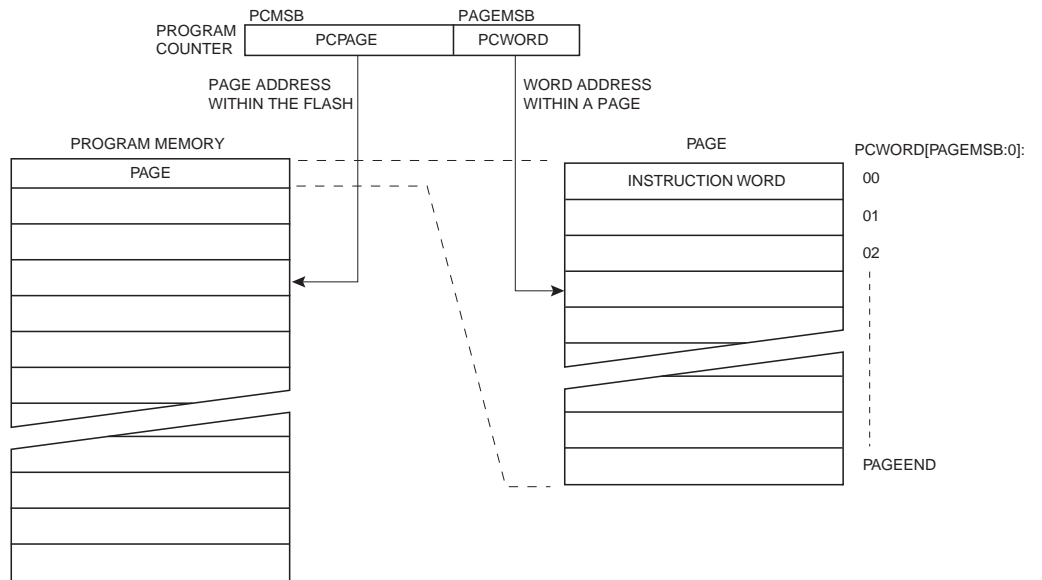 PCMSB PAGEMSB
PROGRAM
COUNTER
PCPAGE PCWORD
PAGE ADDRESS
WITHIN THE FLASH
WORD ADDRESS
WITHIN A PAGE
PROGRAM MEMORY
PAGE
PAGE
PCWORD[PAGEMSB:0]:
INSTRUCTION WORD
00
01
02
PAGEEND